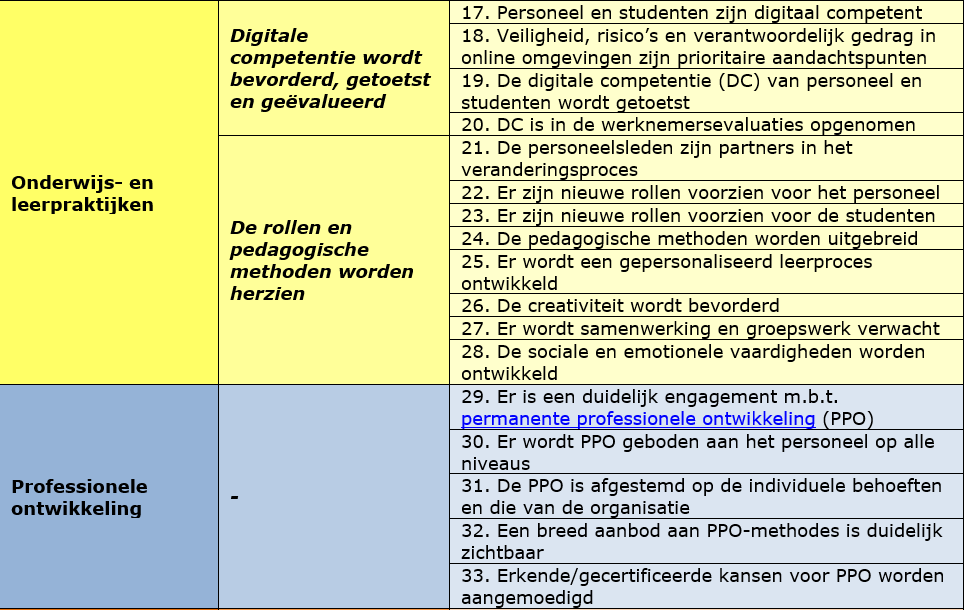 Onderwijs- en
leerpraktijken
Digitale
competentie wordt
bevorderd, getoetst
en geëvalueerd
17. Personeel en studenten zijn digitaal competent
18. Veiligheid, risico’s en verantwoordelijk gedrag in
online omgevingen zijn prioritaire aandachtspunten
19. De digitale competentie (DC) van personeel en
studenten wordt getoetst
20. DC is in de werknemersevaluaties opgenomen
De rollen en
pedagogische
methoden worden
herzien
21. De personeelsleden zijn partners in het
veranderingsproces
22. Er zijn nieuwe rollen voorzien voor het personeel
23. Er zijn nieuwe rollen voorzien voor de studenten
24. De pedagogische methoden worden uitgebreid
25. Er wordt een gepersonaliseerd leerproces
ontwikkeld
26. De creativiteit wordt bevorderd
27. Er wordt samenwerking en groepswerk verwacht
28. De sociale en emotionele vaardigheden worden
ontwikkeld
Professionele
ontwikkeling
-
29. Er is een duidelijk engagement m.b.t.
permanente professionele ontwikkeling (PPO)
30. Er wordt PPO geboden aan het personeel op alle
niveaus
31. De PPO is afgestemd op de individuele behoeften
en die van de organisatie
32. Een breed aanbod aan PPO-methodes is duidelijk
zichtbaar
33. Erkende/gecertificeerde kansen voor PPO worden
aangemoedigd